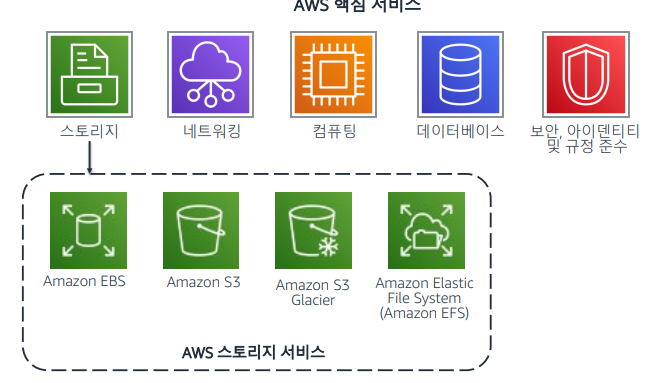 AWS 핵심 서비스
스토리지
네트워킹
컴퓨팅
데이터베이스
보안, 아이덴티티
및 규정 준수
Amazon EBS
Amazon S3
Amazon S3
Glacier
Amazon Elastic
File System
(Amazon EFS)
AWS 스토리지 서비스